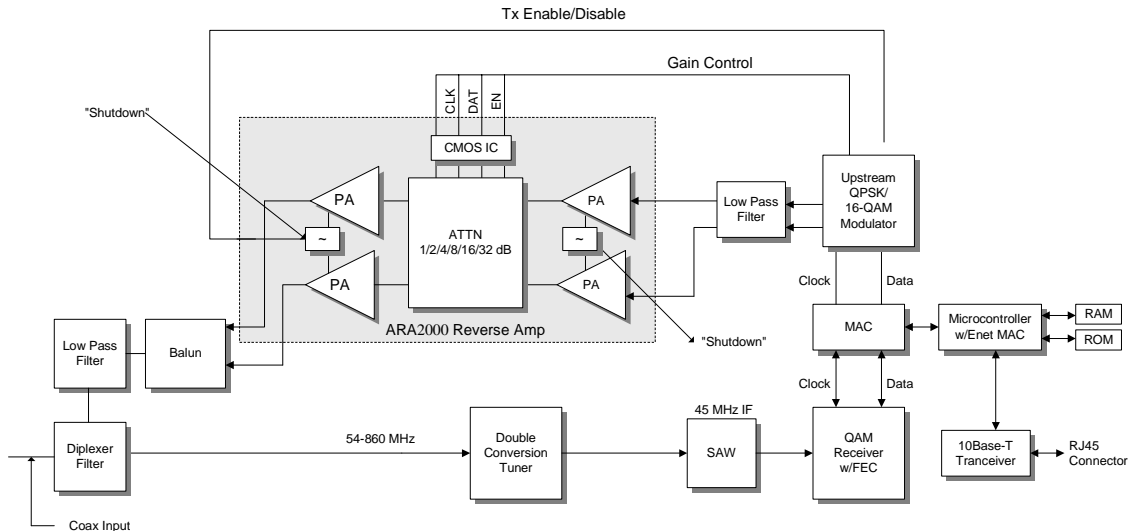 Tx Enable/Disable
Gain Control
"Shutdown"
CLK
DAT
EN
CMOS IC
PA
PA
ATTN
1/2/4/8/16/32 dB
~
~
PA
PA
ARA2000 Reverse Amp
"Shutdown"
Low Pass
Filter
Upstream
QPSK/
16-QAM
Modulator
Clock
Data
MAC
Microcontroller
w/Enet MAC
RAM
ROM
Low Pass
Filter
Balun
Clock
Data
45 MHz IF
Diplexer
Filter
54-860 MHz
Double
Conversion
Tuner
SAW
QAM
Receiver
w/FEC
10Base-T
Tranceiver
RJ45
Connector
Coax Input